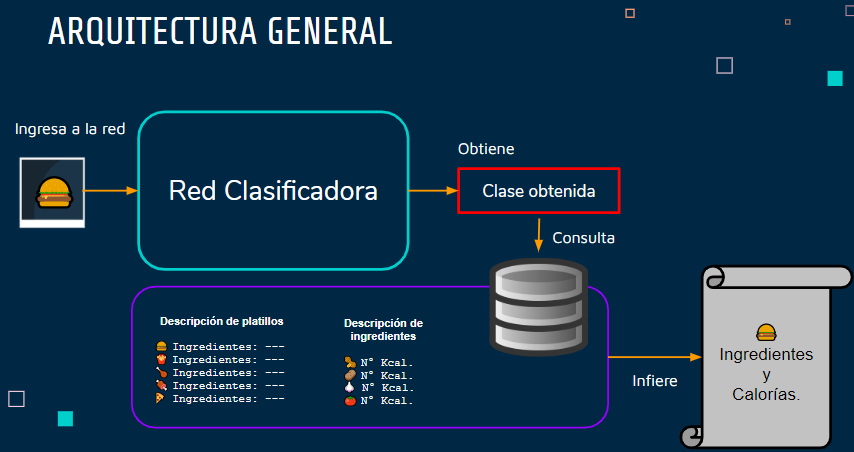 ARQUITECTURA GENERAL
Ingresa a la red
Red Clasificadora
Obtiene
Clase obtenida
Consulta
Descripción de platillos
Ingredientes: ---
Ingredientes: ---
Ingredientes: ---
Ingredientes: ---
Ingredientes: ---
Descripción de
ingredientes
N° Kcal.
N° Kcal.
N° Kcal.
N° Kcal.
Infiere
Ingredientes
y
Calorías.